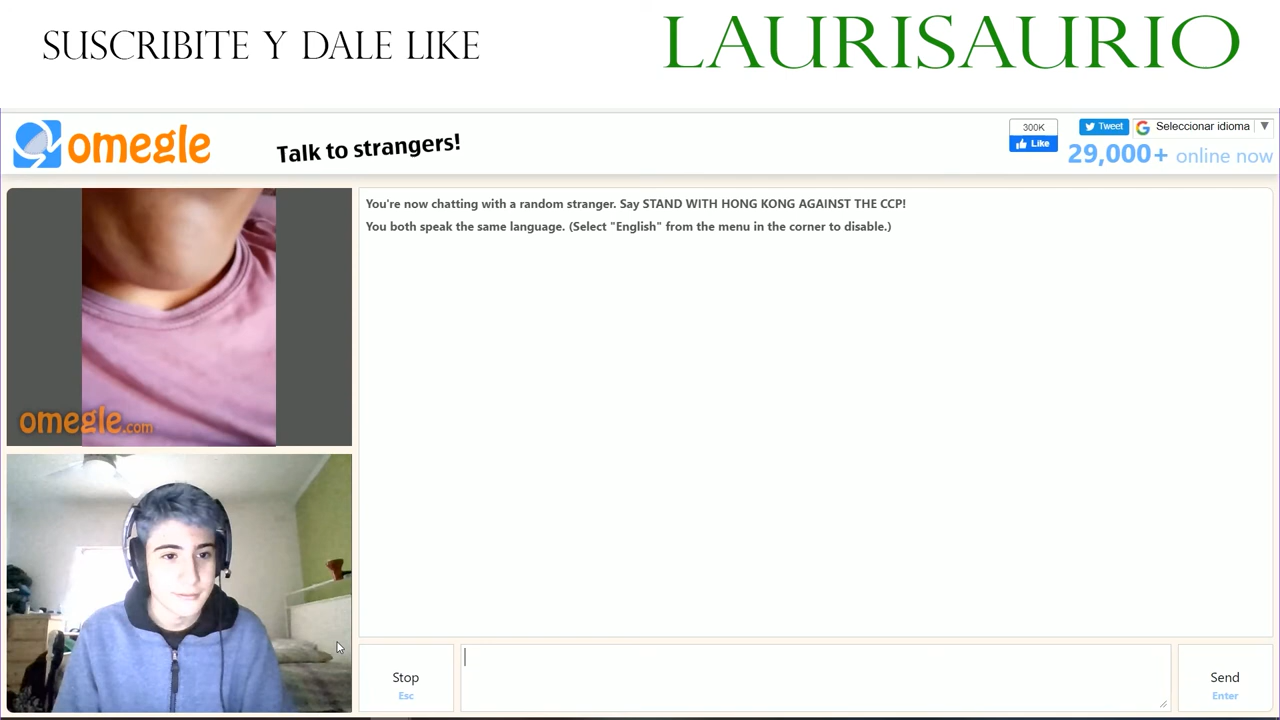 SUSCRIBITE Y DALE LIKE
LAURISAURIO
omegle
Talk to strangers!
300K
Like
Tweet
Seleccionar idioma
29,000+ online now
You're now chatting with a random stranger. Say STAND WITH HONG KONG AGAINST THE CCP!
You both speak the same language. (Select "English" from the menu in the corner to disable.)
omegle.com
Stop
Esc
Send
Enter